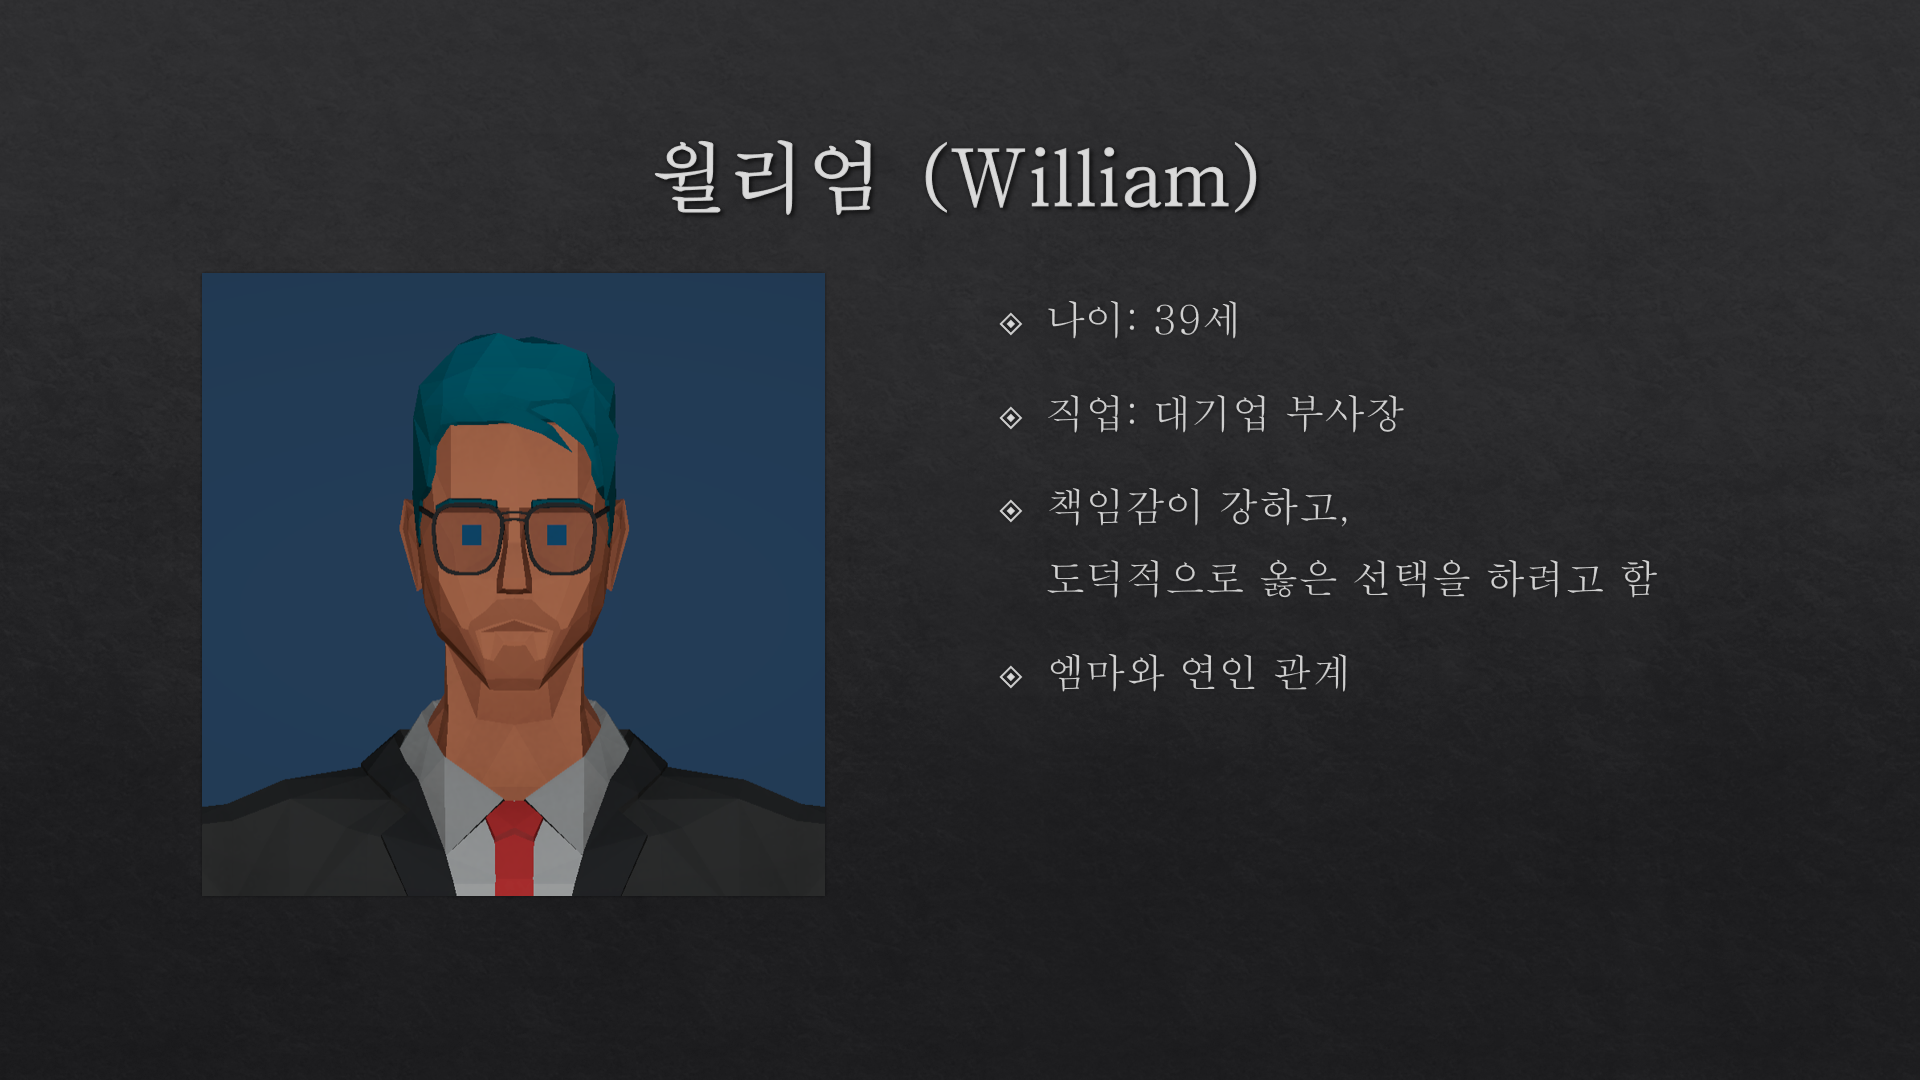 윌리엄 (William)
나이: 39세
직업: 대기업 부사장
책임감이 강하고,
도덕적으로 옳은 선택을 하려고 함
엠마와 연인 관계